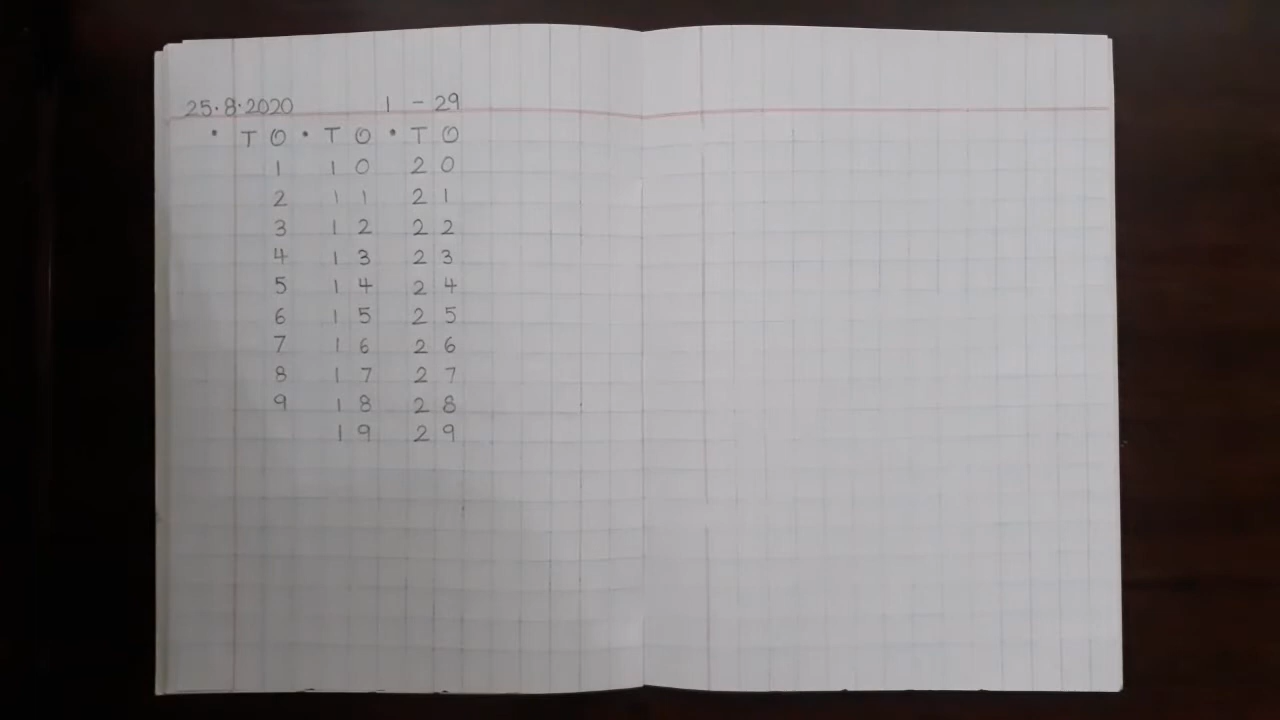 25.8.2020 1 - 29
• T O • T O • T O
1 1 0 2 0
2 1 1 2 1
3 1 2 2 2
4 1 3 2 3
5 1 4 2 4
6 1 5 2 5
7 1 6 2 6
8 1 7 2 7
9 1 8 2 8
1 9 2 9